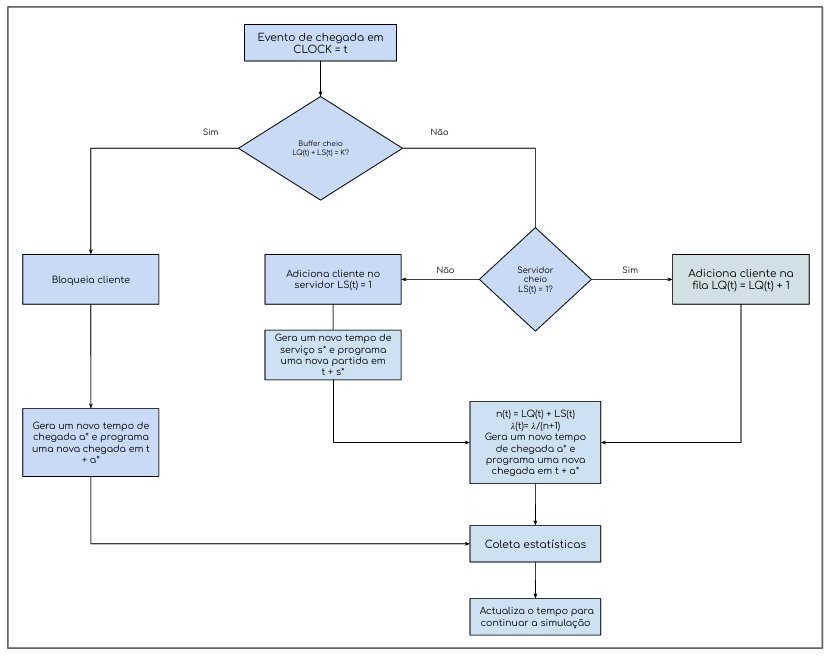 Evento de chegada em
CLOCK = t
Sim
Não
Buffer cheio
LQ(t) + LS(t) = K?
Bloqueia cliente
Adiciona cliente no
servidor LS(t) = 1
Não
Servidor
cheio
LS(t) = 1?
Sim
Adiciona cliente na
fila LQ(t) = LQ(t) + 1
Gera um novo tempo de
serviço s* e programa
uma nova partida em
t + s*
Gera um novo tempo de
chegada a* e programa
uma nova chegada em t
+ a*
n(t) = LQ(t) + LS(t)
λ(t)= λ/(n+1)
Gera um novo tempo
de chegada a* e
programa uma nova
chegada em t + a*
Coleta estatísticas
Actualiza o tempo para
continuar a simulação